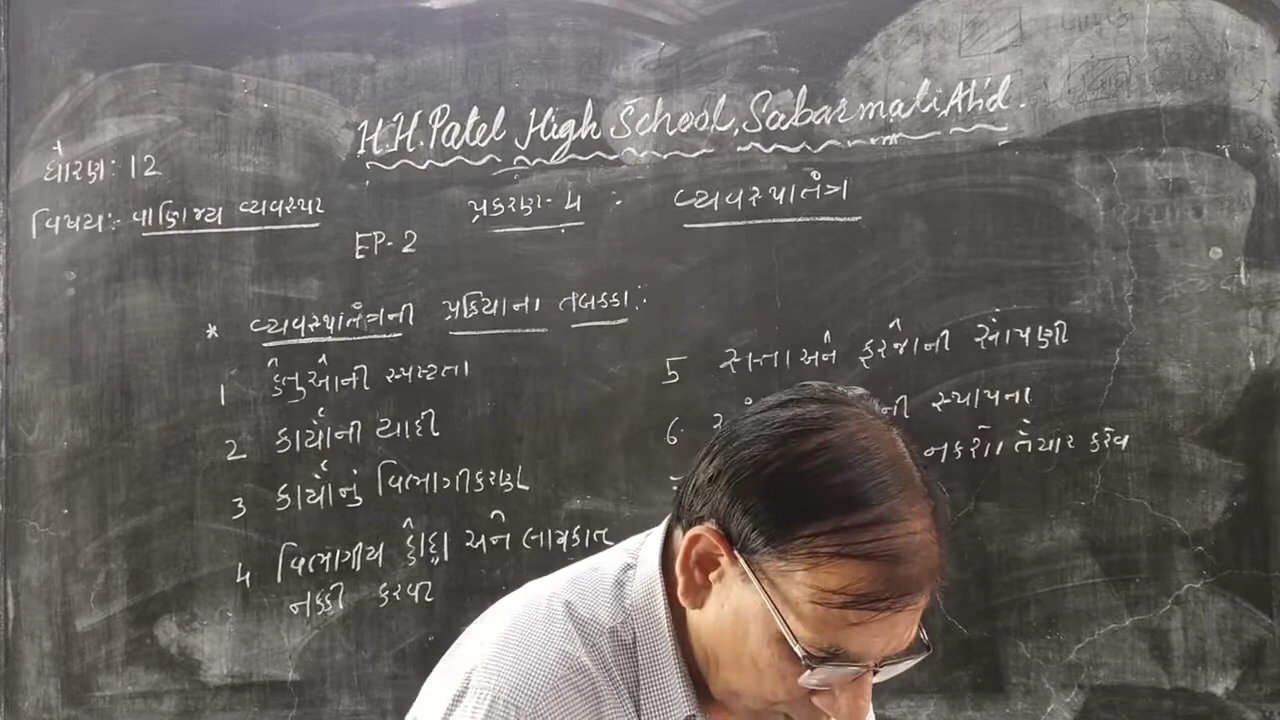 H.H.Patel High School, Sabarmati, Ah'd.
ધોરણ: 12
વિષય:- વાણિજ્ય વ્યવસ્થા
પ્રકરણ- 4 : વ્યવસ્થાતંત્ર
EP-2
* વ્યવસ્થાતંત્રની પ્રક્રિયાના તબક્કા :
1 હેતુઓની સ્પષ્ટતા
2 કાર્યોની યાદી
3 કાર્યોનું વિભાગીકરણ
4 વિભાગીય હોદ્દા અને લાયકાત
નક્કી કરવા
5 સત્તા અને ફરજોની સોંપણી
6 ની સ્થાપના
નકશો તૈયાર કરવો